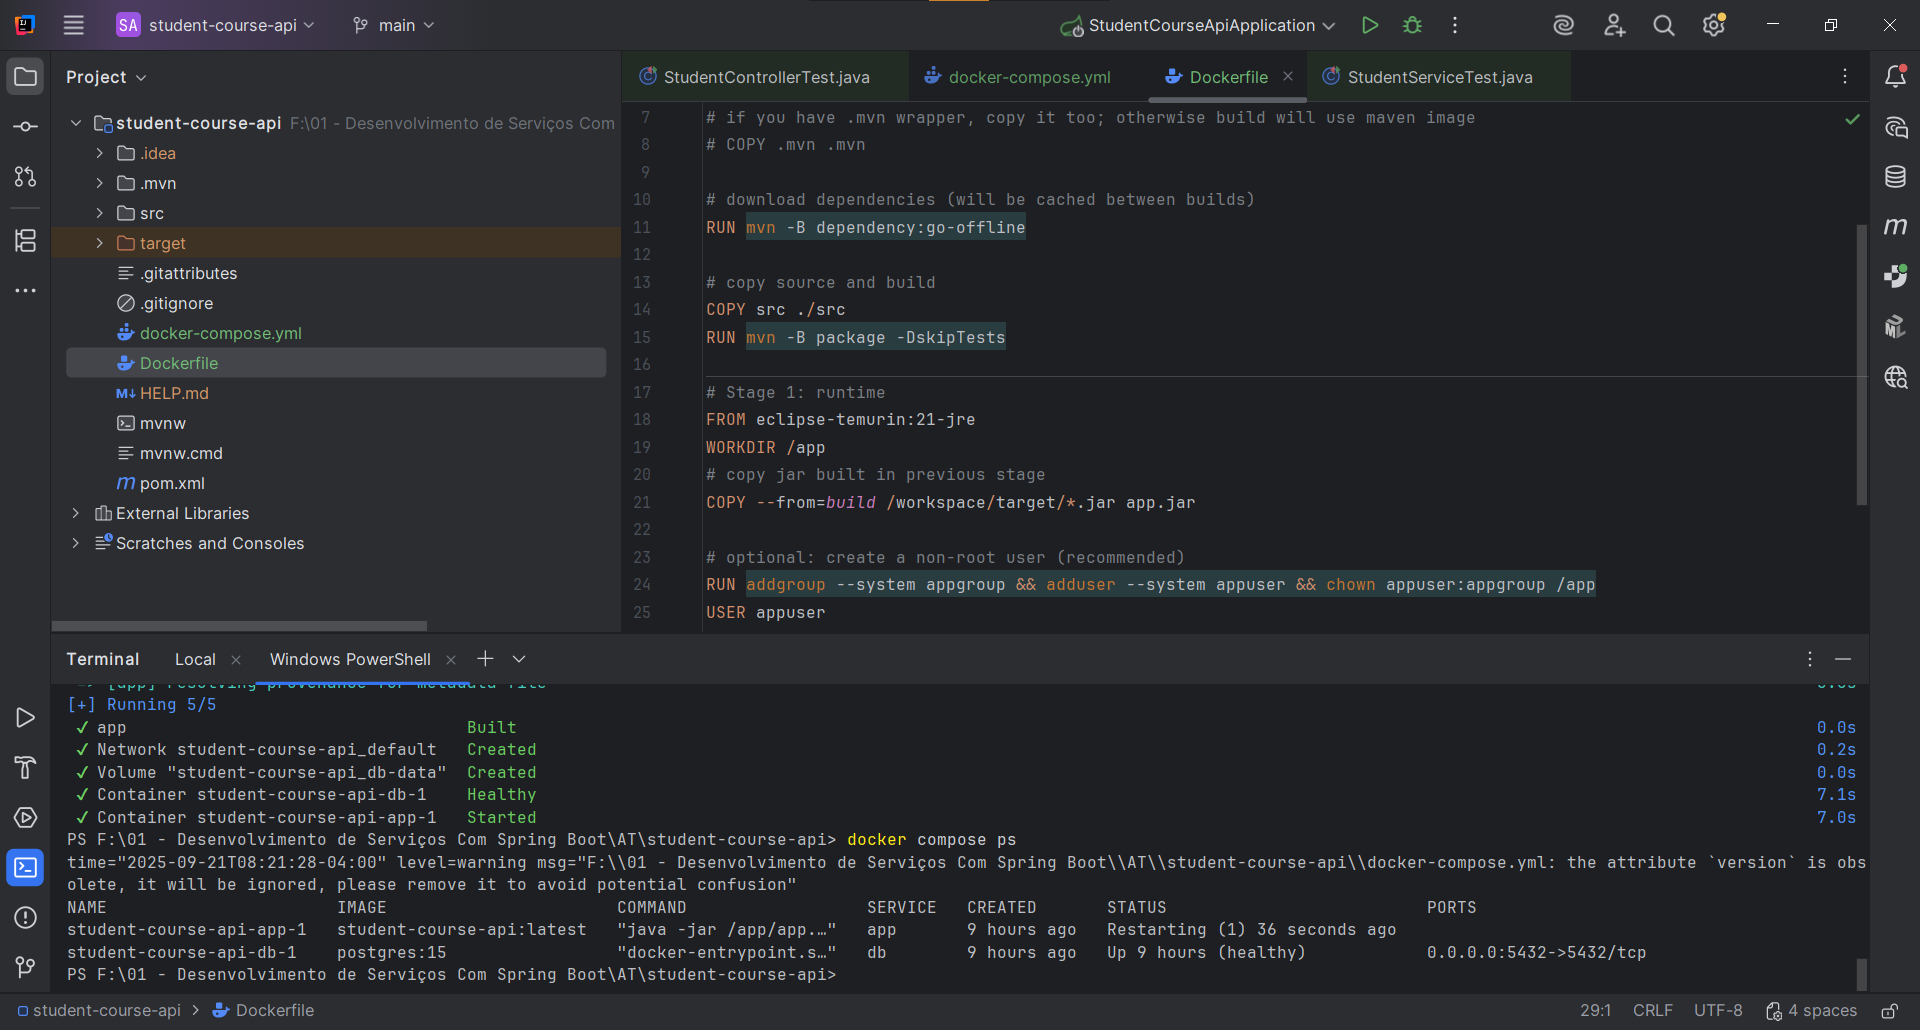 SA student-course-api main StudentCourseApiApplication
Project
student-course-api F:\01 - Desenvolvimento de Serviços Com
.idea
.mvn
src
target
.gitattributes
.gitignore
docker-compose.yml
Dockerfile
HELP.md
mvnw
mvnw.cmd
pom.xml
External Libraries
Scratches and Consoles
StudentControllerTest.java docker-compose.yml Dockerfile StudentServiceTest.java
7 # if you have .mvn wrapper, copy it too; otherwise build will use maven image
8 # COPY .mvn .mvn
9
10 # download dependencies (will be cached between builds)
11 RUN mvn -B dependency:go-offline
12
13 # copy source and build
14 COPY src ./src
15 RUN mvn -B package -DskipTests
16
17 # Stage 1: runtime
18 FROM eclipse-temurin:21-jre
19 WORKDIR /app
20 # copy jar built in previous stage
21 COPY --from=build /workspace/target/*.jar app.jar
22
23 # optional: create a non-root user (recommended)
24 RUN addgroup --system appgroup && adduser --system appuser && chown appuser:appgroup /app
25 USER appuser
Terminal Local Windows PowerShell
[+] Running 5/5
✓ app Built 0.0s
✓ Network student-course-api_default Created 0.2s
✓ Volume "student-course-api_db-data" Created 0.0s
✓ Container student-course-api-db-1 Healthy 7.1s
✓ Container student-course-api-app-1 Started 7.0s
PS F:\01 - Desenvolvimento de Serviços Com Spring Boot\AT\student-course-api> docker compose ps
time="2025-09-21T08:21:28-04:00" level=warning msg="F:\\01 - Desenvolvimento de Serviços Com Spring Boot\\AT\\student-course-api\\docker-compose.yml: the attribute `version` is obs
olete, it will be ignored, please remove it to avoid potential confusion"
NAME IMAGE COMMAND SERVICE CREATED STATUS PORTS
student-course-api-app-1 student-course-api:latest "java -jar /app/app.…" app 9 hours ago Restarting (1) 36 seconds ago
student-course-api-db-1 postgres:15 "docker-entrypoint.s…" db 9 hours ago Up 9 hours (healthy) 0.0.0.0:5432->5432/tcp
PS F:\01 - Desenvolvimento de Serviços Com Spring Boot\AT\student-course-api>
student-course-api > Dockerfile 29:1 CRLF UTF-8 4 spaces